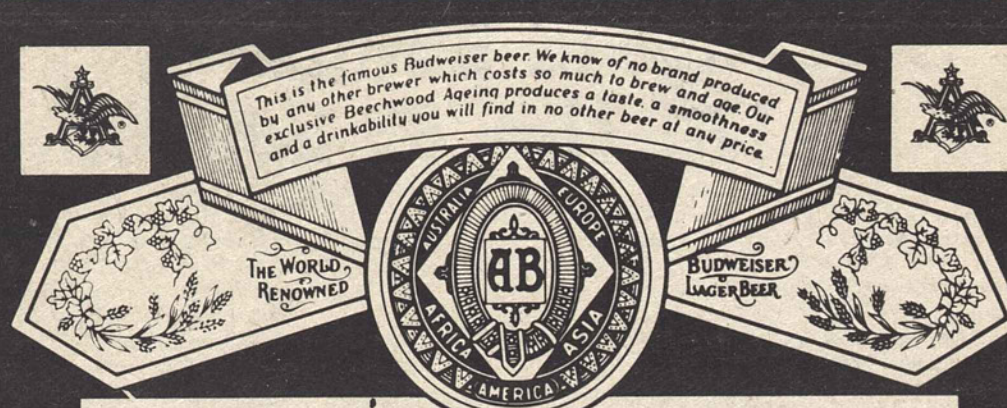 This is the famous Budweiser beer. We know of no brand produced
by any other brewer which costs so much to brew and age. Our
exclusive Beechwood Ageing produces a taste, a smoothness
and a drinkability you will find in no other beer at any price.
AUSTRALIA
EUROPE
THE WORLD
RENOWNED
AB
BUDWEISER
LAGER BEER
AFRICA
ASIA
(AMERICA)
A
®
A